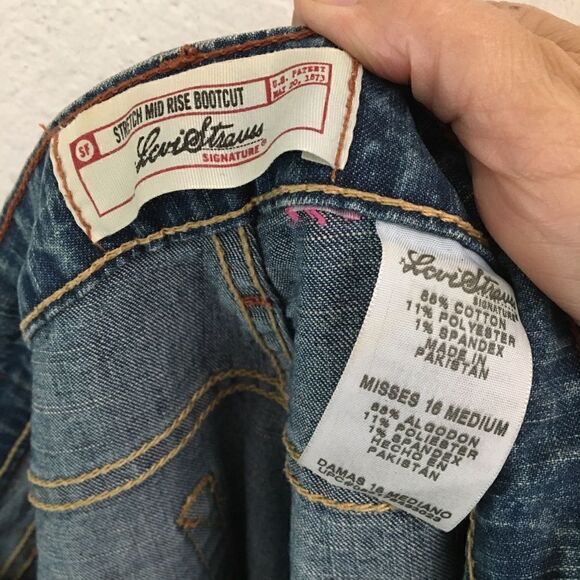 SF
STRETCH MID RISE BOOTCUT
U.S. PATENT
MAY 20, 1873
Levi Strauss
SIGNATURE®
Levi Strauss
SIGNATURE
88% COTTON
11% POLYESTER
1% SPANDEX
MADE IN
PAKISTAN
MISSES 16 MEDIUM
88% ALGODON
11% POLIESTER
1% SPANDEX
HECHO EN
PAKISTAN
DAMAS 16 MEDIANO